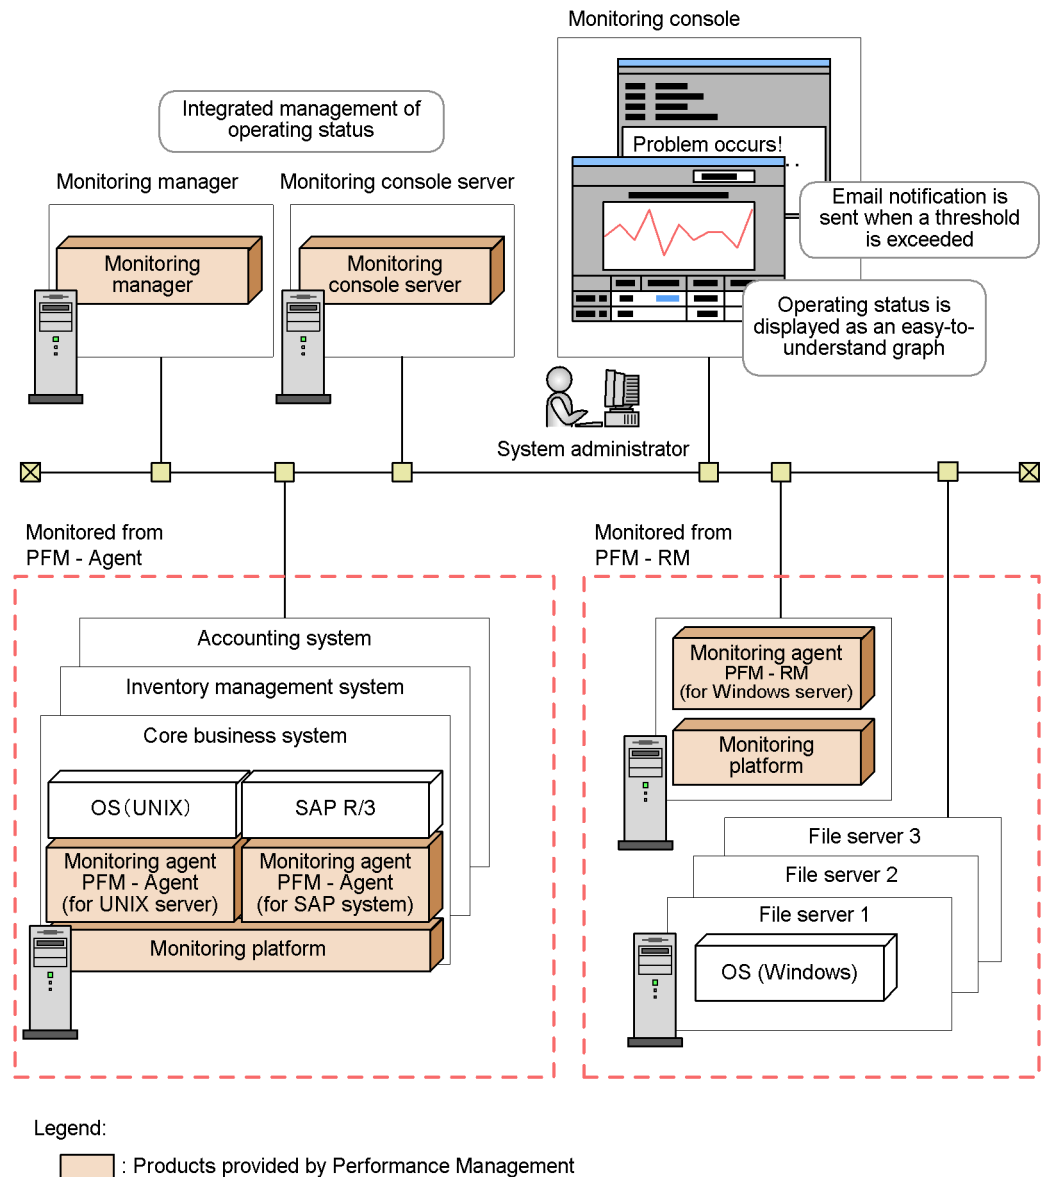 Monitoring console
Integrated management of
operating status
Problem occurs!
. .
Monitoring manager
Monitoring console server
Email notification is
sent when a threshold
is exceeded
Monitoring
manager
Monitoring
console server
Operating status is
displayed as an easy-to-
understand graph
System administrator
Monitored from
PFM - Agent
Monitored from
PFM - RM
Accounting system
Inventory management system
Core business system
OS（UNIX）
SAP R/3
Monitoring agent
PFM - Agent
(for UNIX server)
Monitoring agent
PFM - Agent
(for SAP system)
Monitoring platform
Monitoring agent
PFM - RM
(for Windows server)
Monitoring
platform
File server 3
File server 2
File server 1
OS (Windows)
Legend:
: Products provided by Performance Management